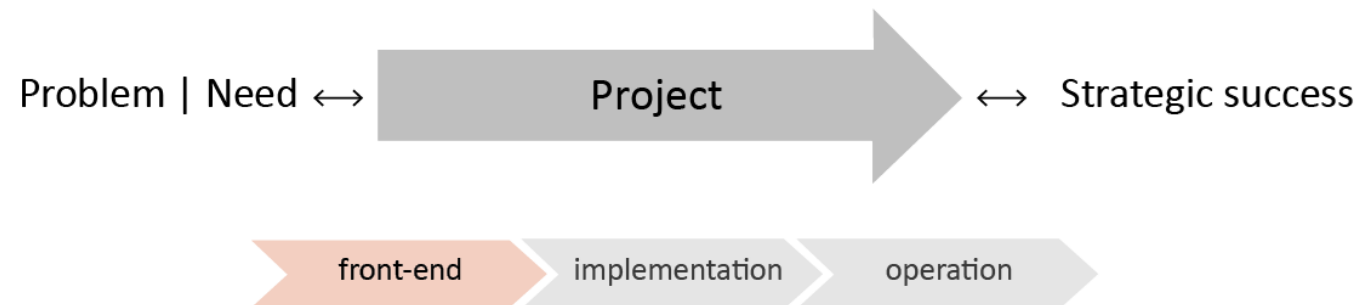 Problem | Need ↔ Project ↔ Strategic success
front-end implementation operation